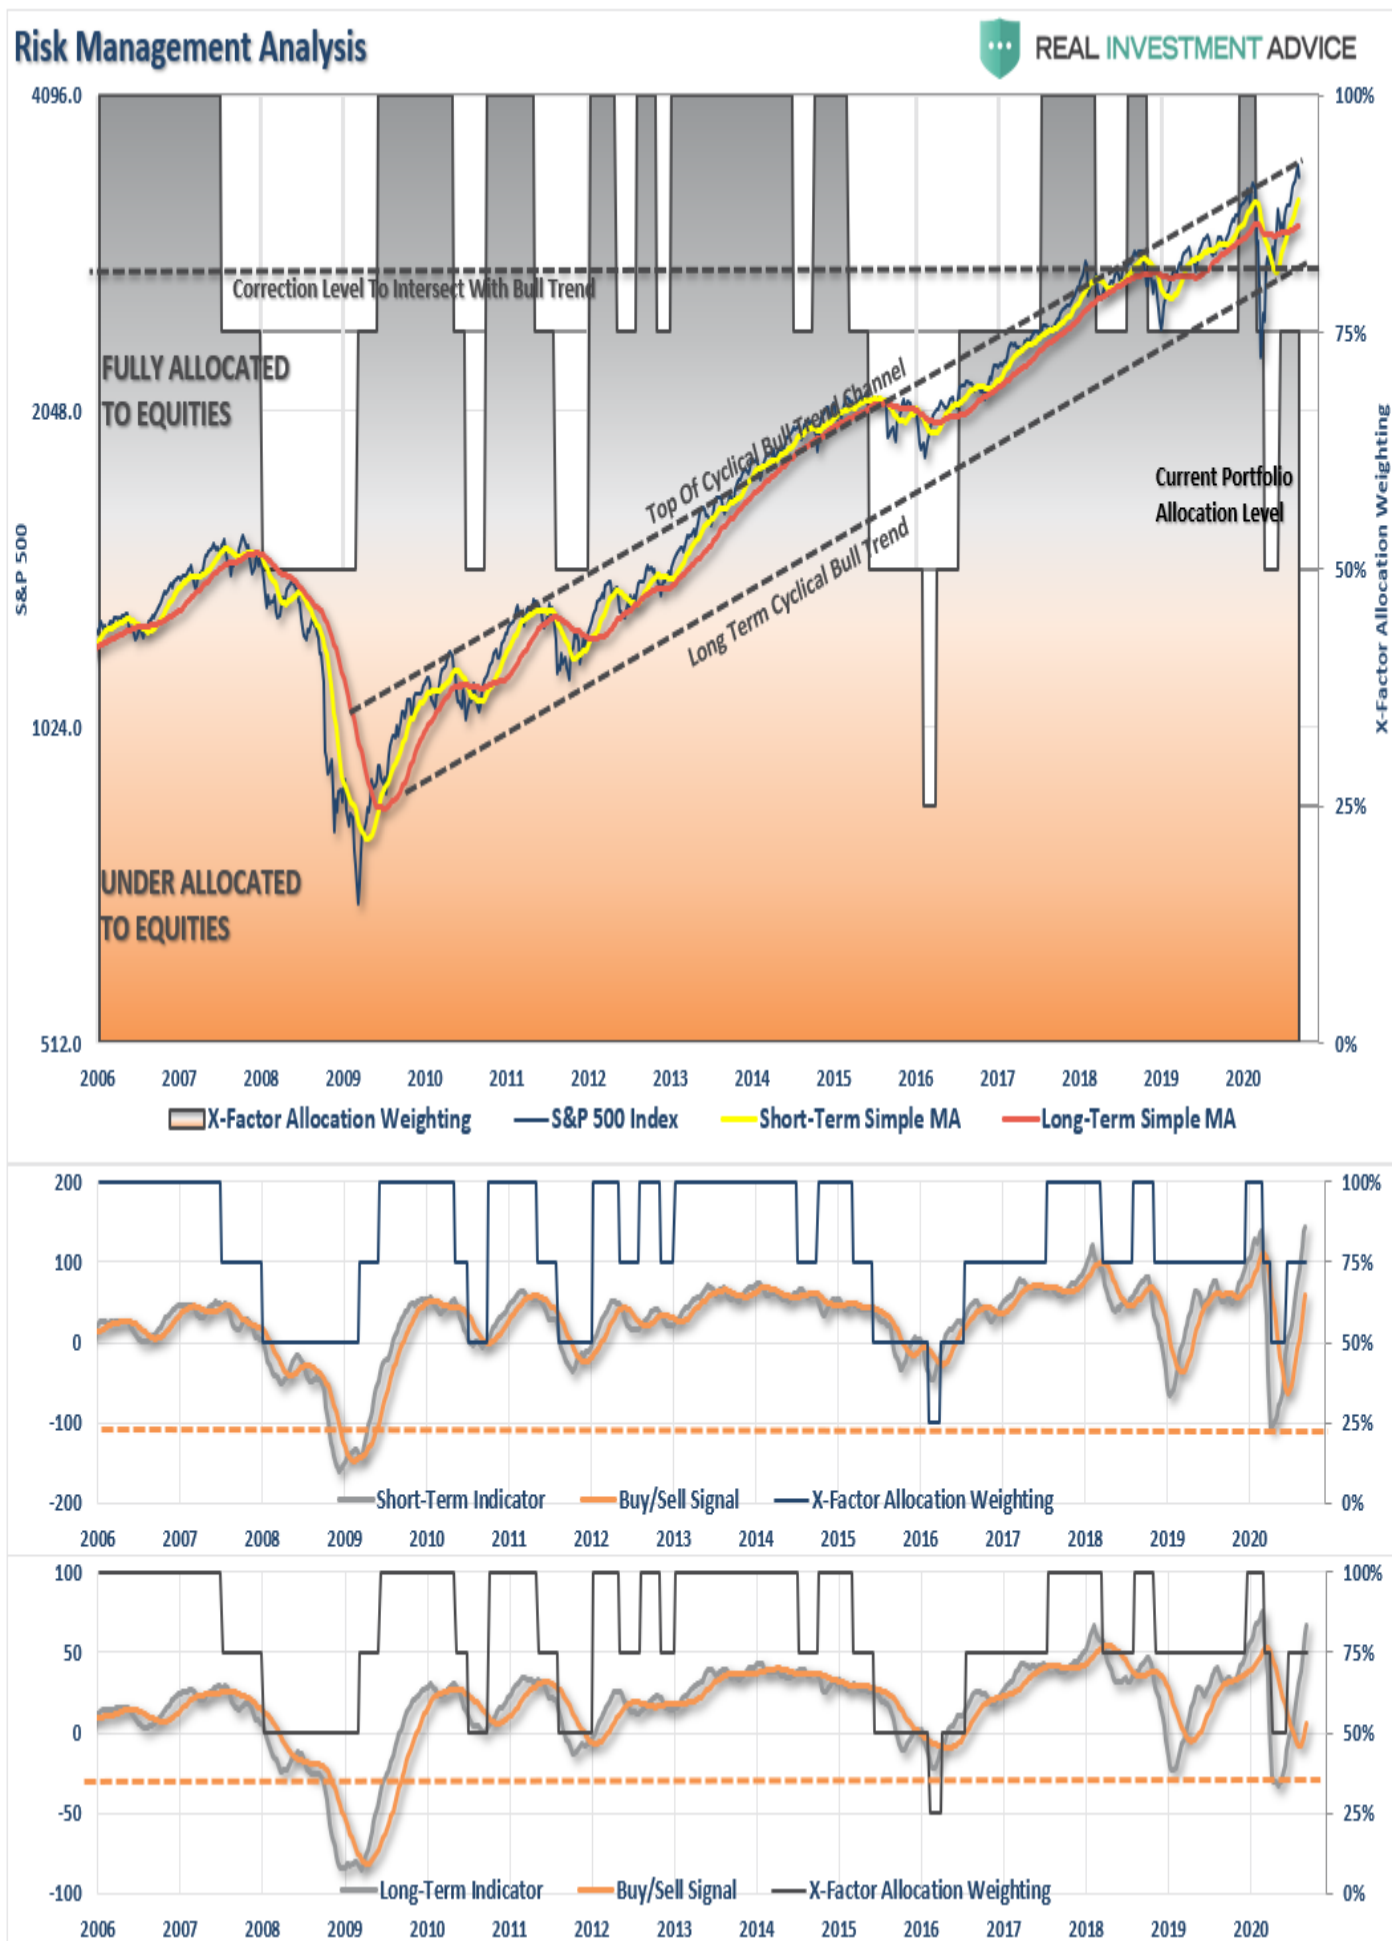 Risk Management Analysis
REAL INVESTMENT ADVICE
4096.0
2048.0
1024.0
512.0
S&P 500
100%
75%
50%
25%
0%
X-Factor Allocation Weighting
Correction Level To Intersect With Bull Trend
FULLY ALLOCATED
TO EQUITIES
Top Of Cyclical Bull Trend Channel
Long Term Cyclical Bull Trend
Current Portfolio
Allocation Level
UNDER ALLOCATED
TO EQUITIES
2006 2007 2008 2009 2010 2011 2012 2013 2014 2015 2016 2017 2018 2019 2020
X-Factor Allocation Weighting S&P 500 Index Short-Term Simple MA Long-Term Simple MA
200 100%
100 75%
0 50%
-100 25%
-200 0%
Short-Term Indicator Buy/Sell Signal X-Factor Allocation Weighting
2006 2007 2008 2009 2010 2011 2012 2013 2014 2015 2016 2017 2018 2019 2020
100 100%
50 75%
0 50%
-50 25%
-100 0%
Long-Term Indicator Buy/Sell Signal X-Factor Allocation Weighting
2006 2007 2008 2009 2010 2011 2012 2013 2014 2015 2016 2017 2018 2019 2020